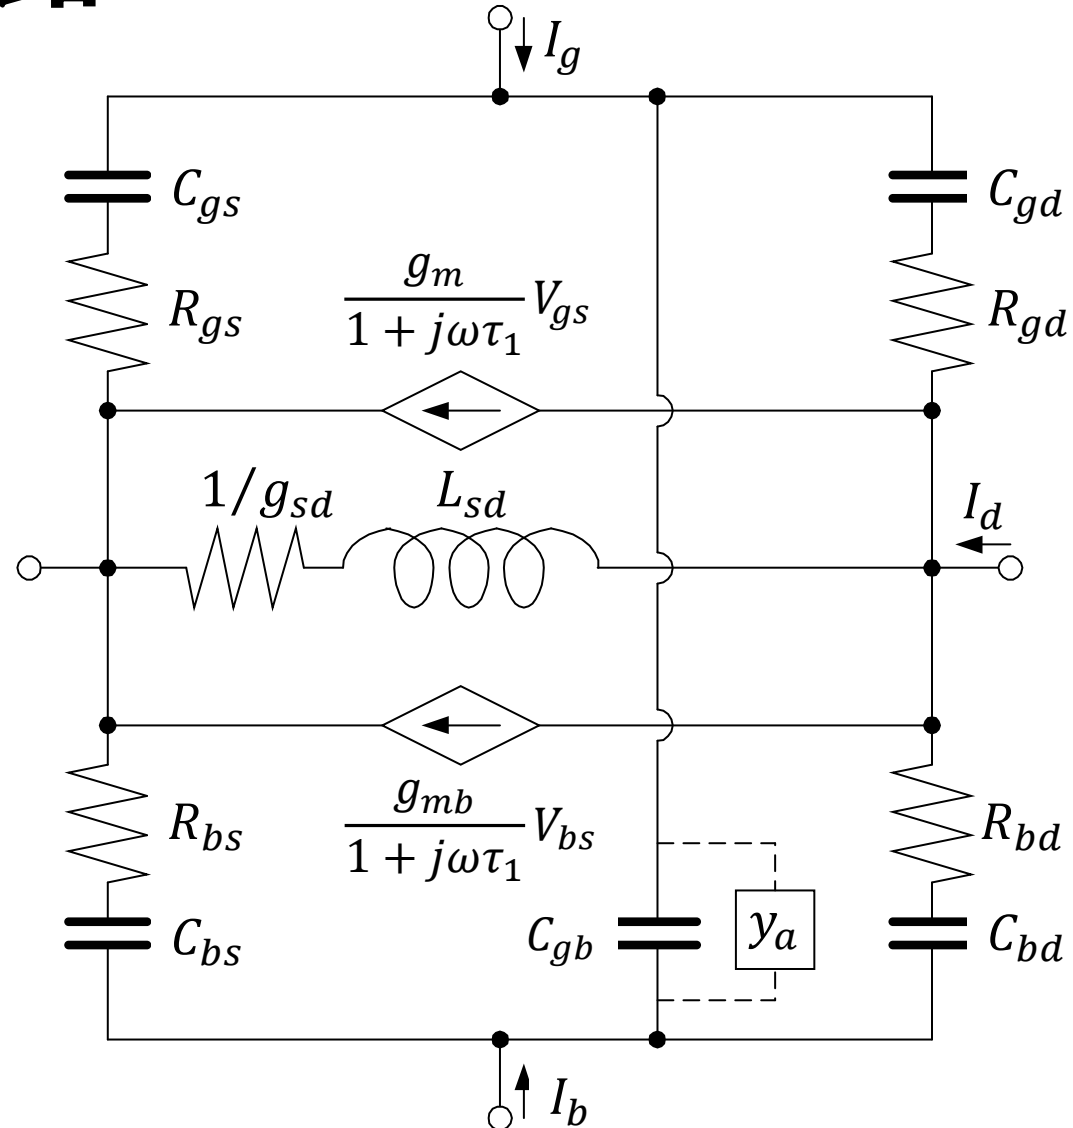 I_g
C_gs
C_gd
R_gs
g_m / (1 + jωτ_1) V_gs
R_gd
1/g_sd
L_sd
I_d
R_bs
g_mb / (1 + jωτ_1) V_bs
R_bd
C_bs
C_gb
y_a
C_bd
I_b